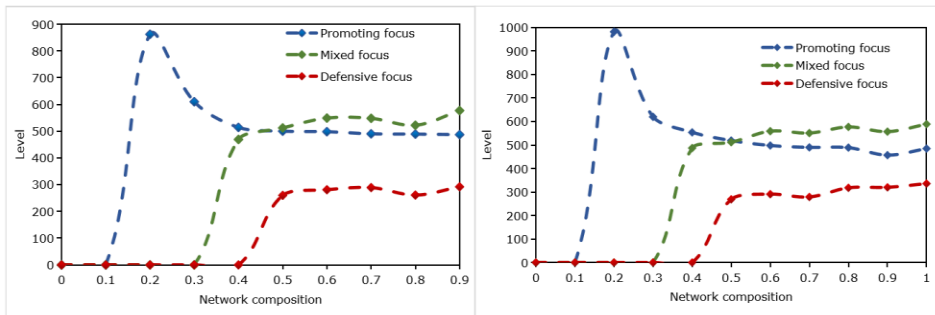 900
800
700
600
500
400
300
200
100
0
Level
Promoting focus
Mixed focus
Defensive focus
0 0.1 0.2 0.3 0.4 0.5 0.6 0.7 0.8 0.9
Network composition
1000
900
800
700
600
500
400
300
200
100
0
Level
Promoting focus
Mixed focus
Defensive focus
0 0.1 0.2 0.3 0.4 0.5 0.6 0.7 0.8 0.9 1
Network composition